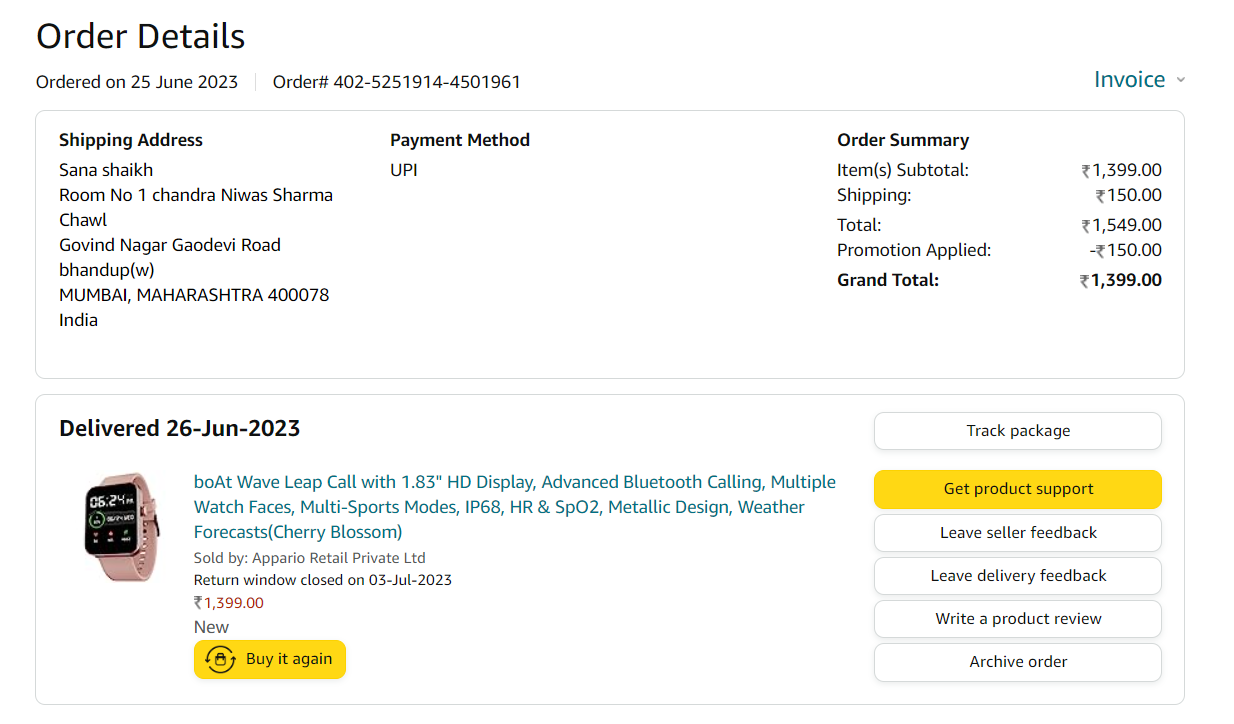 Order Details
Ordered on 25 June 2023 Order# 402-5251914-4501961
Invoice
Shipping Address
Sana shaikh
Room No 1 chandra Niwas Sharma
Chawl
Govind Nagar Gaodevi Road
bhandup(w)
MUMBAI, MAHARASHTRA 400078
India
Payment Method
UPI
Order Summary
Item(s) Subtotal: ₹1,399.00
Shipping: ₹150.00
Total: ₹1,549.00
Promotion Applied: -₹150.00
Grand Total: ₹1,399.00
Delivered 26-Jun-2023
06:24 PM
boAt Wave Leap Call with 1.83" HD Display, Advanced Bluetooth Calling, Multiple
Watch Faces, Multi-Sports Modes, IP68, HR & SpO2, Metallic Design, Weather
Forecasts(Cherry Blossom)
Sold by: Appario Retail Private Ltd
Return window closed on 03-Jul-2023
₹1,399.00
New
Buy it again
Track package
Get product support
Leave seller feedback
Leave delivery feedback
Write a product review
Archive order